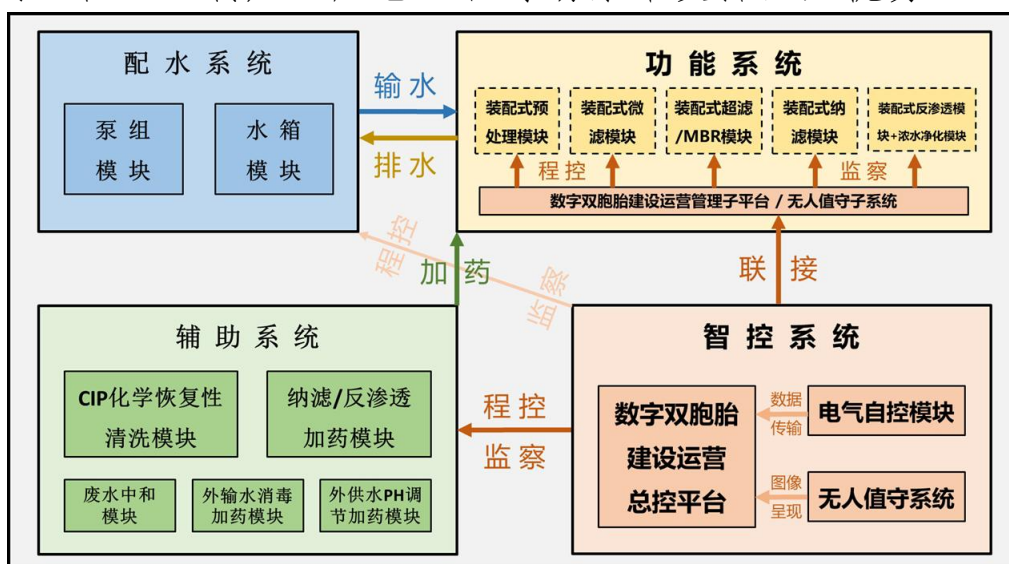 配水系统
泵组
模块
水箱
模块
输水
排水
功能系统
装配式预
处理模块
装配式微
滤模块
装配式超滤
/MBR模块
装配式纳
滤模块
装配式反渗透模
块+浓水净化模块
程控
监察
数字双胞胎建设运营管理子平台 / 无人值守子系统
程控
监察
加药
联接
辅助系统
CIP化学恢复性
清洗模块
纳滤/反渗透
加药模块
废水中和
模块
外输水消毒
加药模块
外供水PH调
节加药模块
程控
监察
智控系统
数字双胞胎
建设运营
总控平台
数据
传输
电气自控模块
图像
呈现
无人值守系统